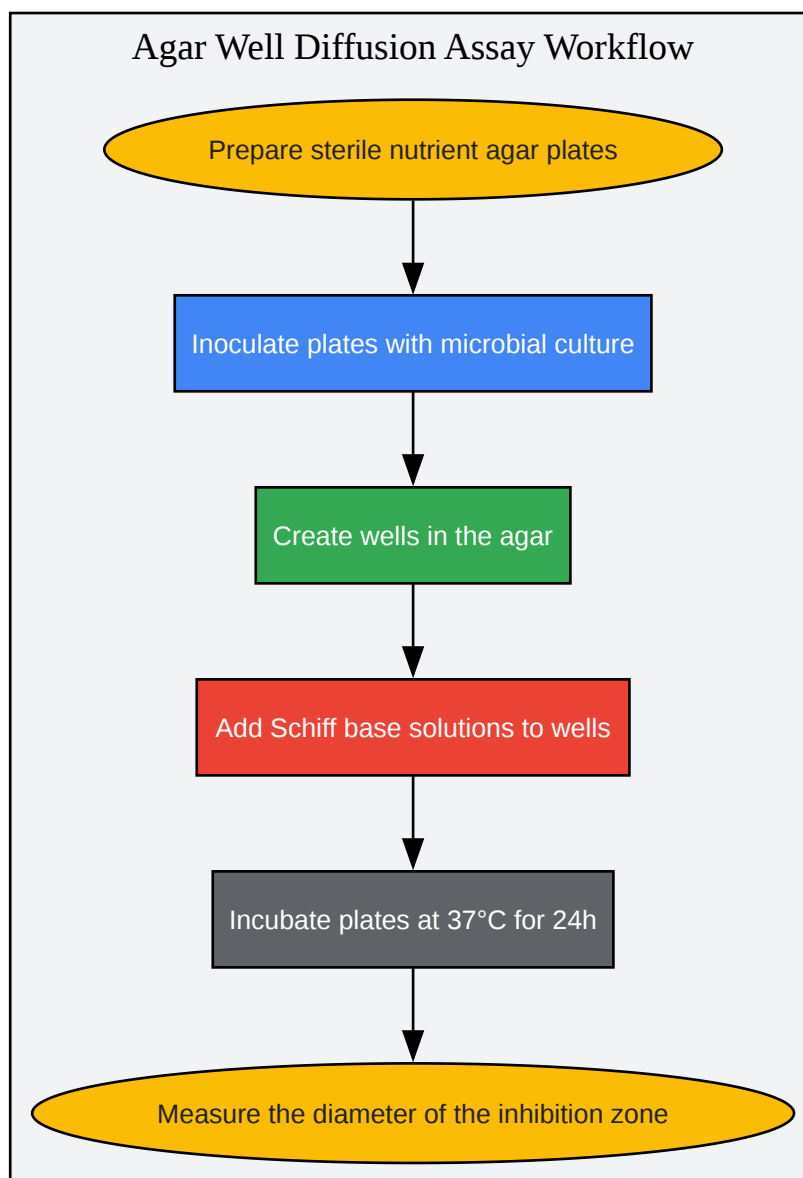 Agar Well Diffusion Assay Workflow
Prepare sterile nutrient agar plates
Inoculate plates with microbial culture
Create wells in the agar
Add Schiff base solutions to wells
Incubate plates at 37°C for 24h
Measure the diameter of the inhibition zone